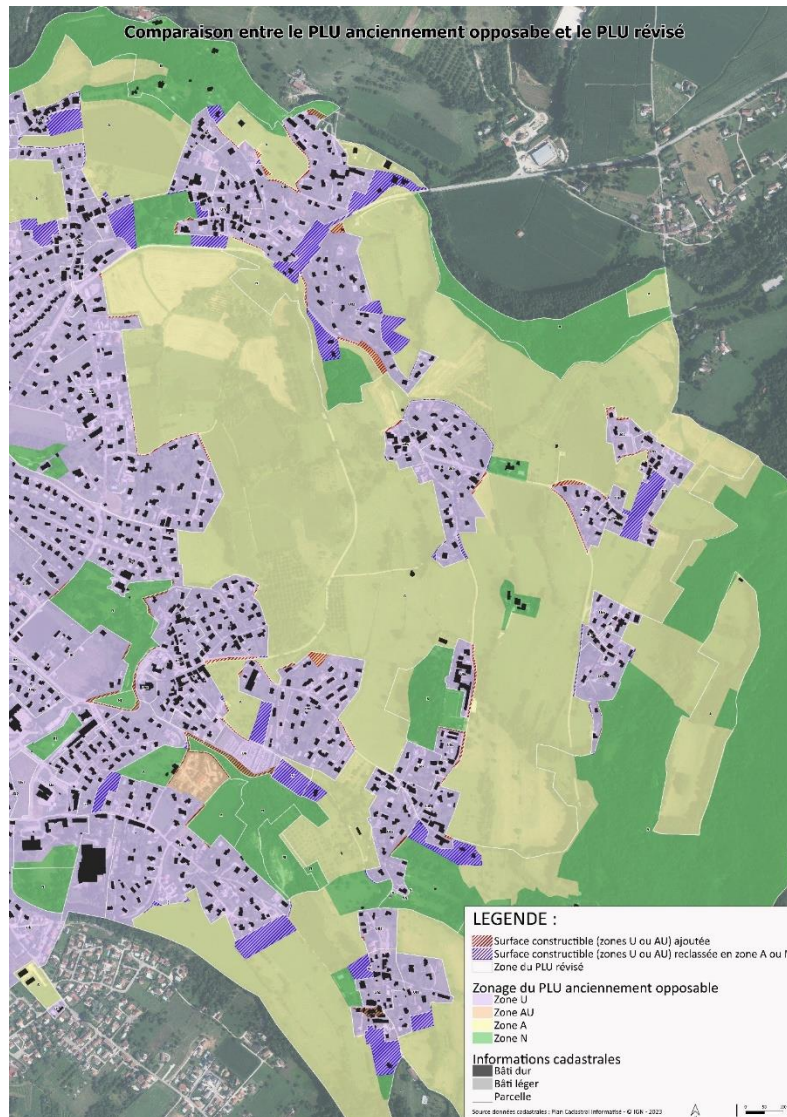 Comparaison entre le PLU anciennement opposabe et le PLU révisé
LEGENDE :
Surface constructible (zones U ou AU) ajoutée
Surface constructible (zones U ou AU) reclassée en zone A ou N
Zone du PLU révisé
Zonage du PLU anciennement opposable
Zone U
Zone AU
Zone A
Zone N
Informations cadastrales
Bâti dur
Bâti léger
Parcelle
Source données cadastrales : Plan Cadastral Informatisé - © IGN - 2023
0 50